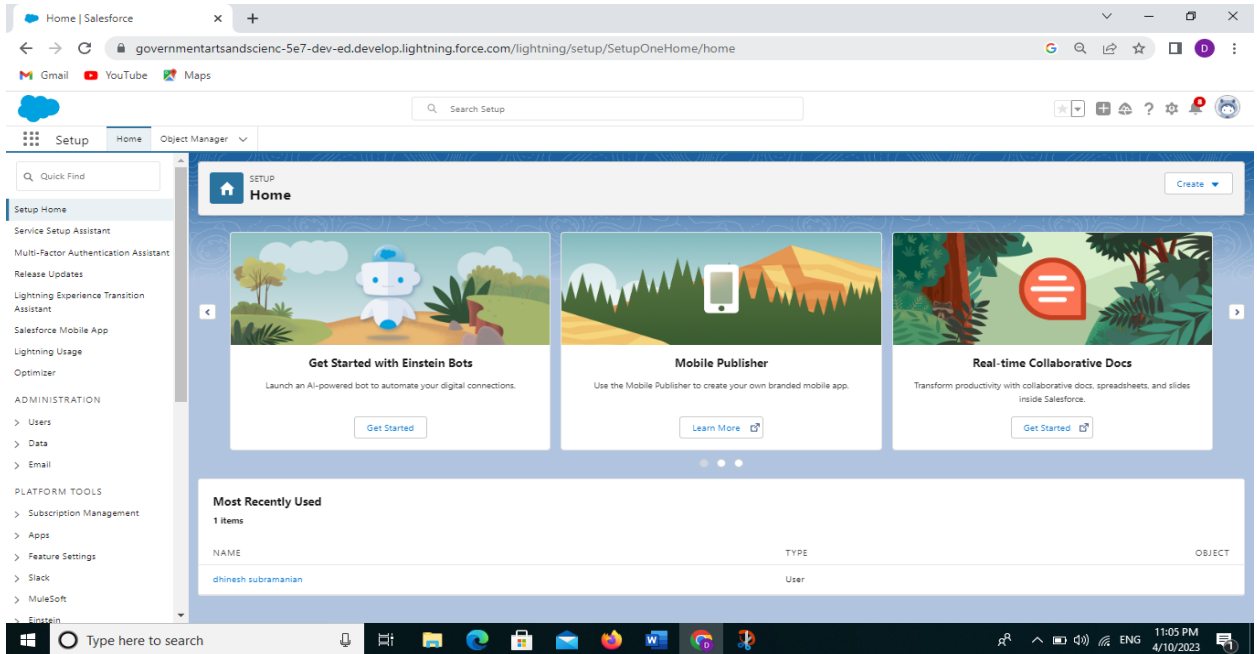 Home | Salesforce
governmentartsandscienc-5e7-dev-ed.develop.lightning.force.com/lightning/setup/SetupOneHome/home
G
D
Gmail
YouTube
Maps
Search Setup
Setup
Home
Object Manager
Quick Find
Setup Home
Service Setup Assistant
Multi-Factor Authentication Assistant
Release Updates
Lightning Experience Transition
Assistant
Salesforce Mobile App
Lightning Usage
Optimizer
ADMINISTRATION
Users
Data
Email
PLATFORM TOOLS
Subscription Management
Apps
Feature Settings
Slack
MuleSoft
Einstein
SETUP
Home
Create
Get Started with Einstein Bots
Launch an AI-powered bot to automate your digital connections.
Get Started
Mobile Publisher
Use the Mobile Publisher to create your own branded mobile app.
Learn More
Real-time Collaborative Docs
Transform productivity with collaborative docs, spreadsheets, and slides
inside Salesforce.
Get Started
Most Recently Used
1 items
NAME TYPE OBJECT
dhinesh subramanian User
Type here to search
W
D
ENG
11:05 PM
4/10/2023
1